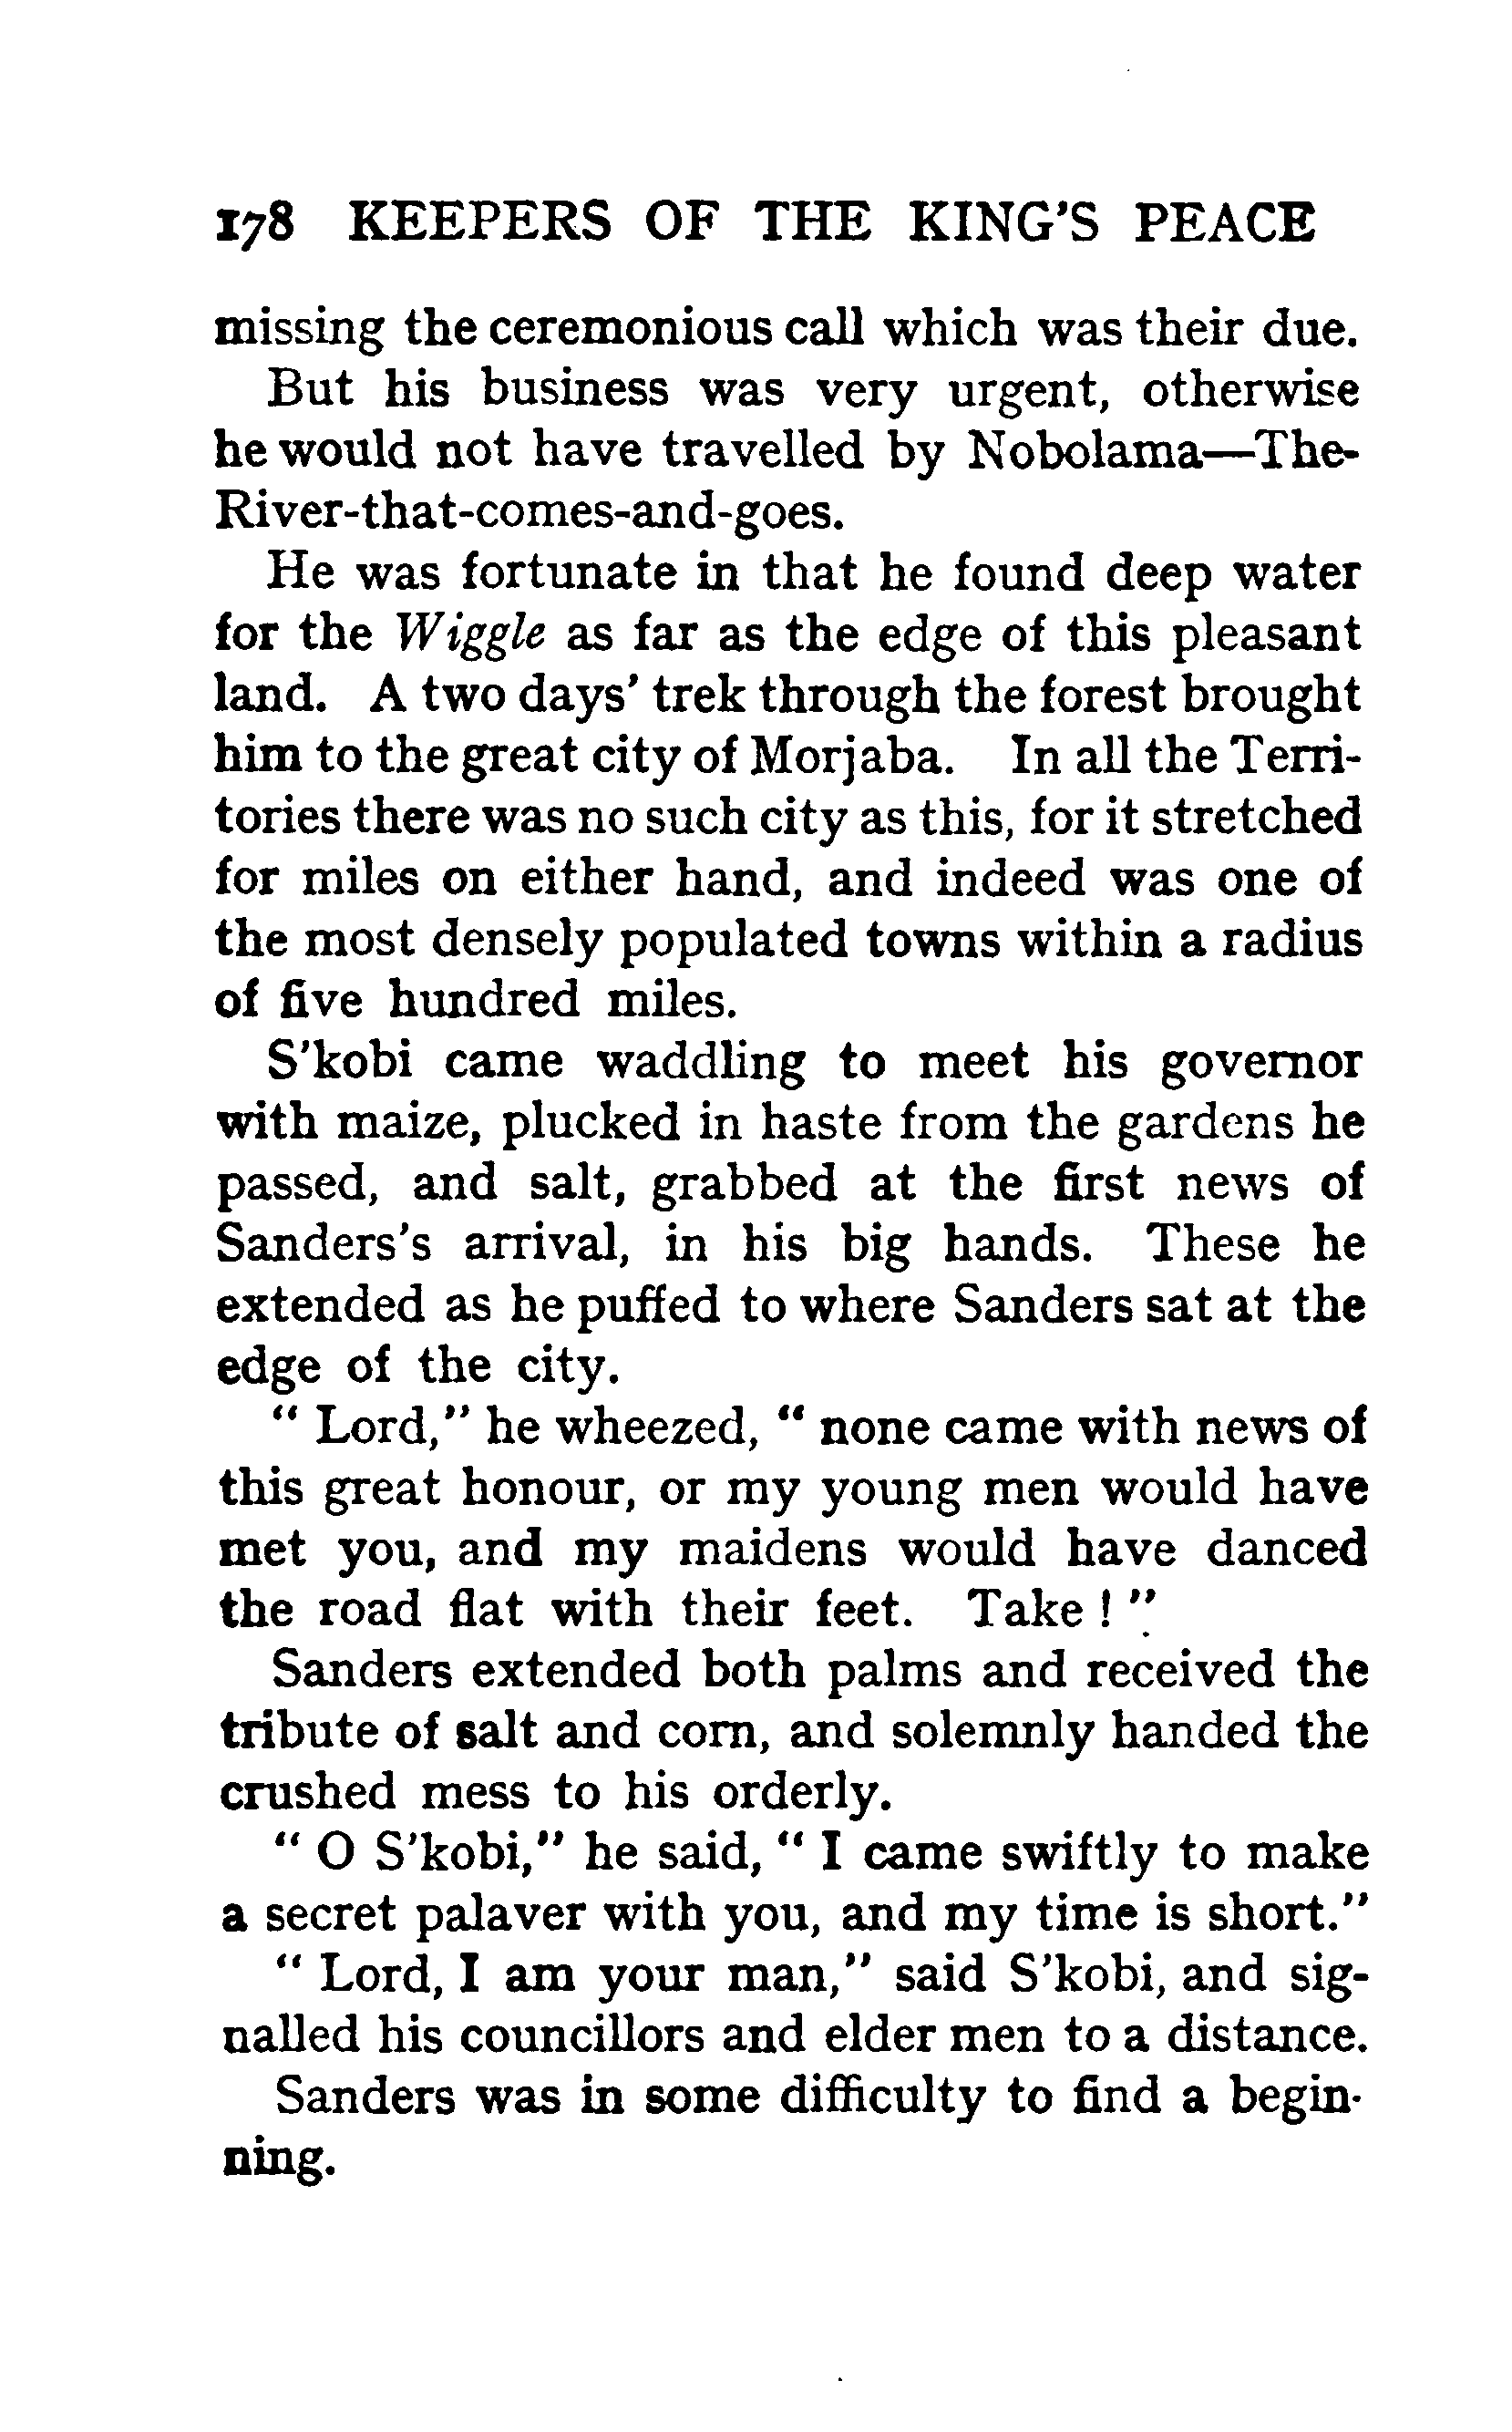 178 KEEPERS OF THE KING'S PEACE
missing the ceremonious call which was their due.
But his business was very urgent, otherwise
he would not have travelled by Nobolama—The-
River-that-comes-and-goes.
He was fortunate in that he found deep water
for the Wiggle as far as the edge of this pleasant
land. A two days' trek through the forest brought
him to the great city of Morjaba. In all the Terri-
tories there was no such city as this, for it stretched
for miles on either hand, and indeed was one of
the most densely populated towns within a radius
of five hundred miles.
S'kobi came waddling to meet his governor
with maize, plucked in haste from the gardens he
passed, and salt, grabbed at the first news of
Sanders's arrival, in his big hands. These he
extended as he puffed to where Sanders sat at the
edge of the city.
" Lord," he wheezed, " none came with news of
this great honour, or my young men would have
met you, and my maidens would have danced
the road flat with their feet. Take ! "
Sanders extended both palms and received the
tribute of salt and corn, and solemnly handed the
crushed mess to his orderly.
" O S'kobi," he said, " I came swiftly to make
a secret palaver with you, and my time is short."
" Lord, I am your man," said S'kobi, and sig-
nalled his councillors and elder men to a distance.
Sanders was in some difficulty to find a begin-
ning.